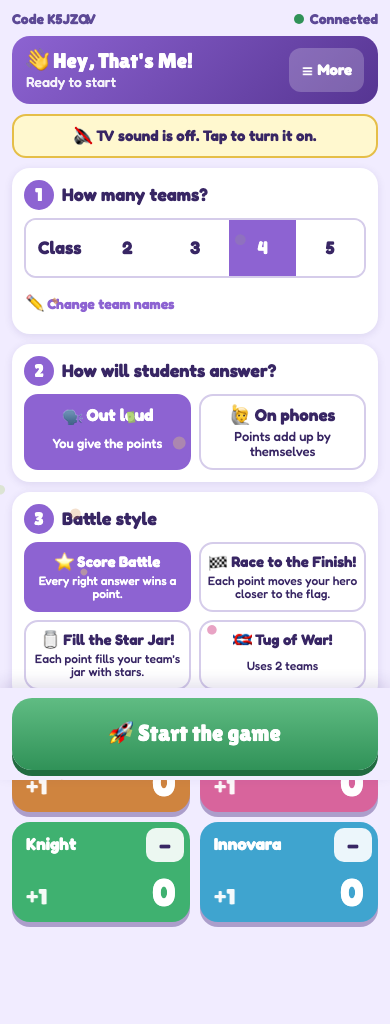 Code K5JZQV
Connected
Hey, That's Me!
Ready to start
≡ More
TV sound is off. Tap to turn it on.
1 How many teams?
Class 2 3 4 5
Change team names
2 How will students answer?
Out loud
You give the points
On phones
Points add up by
themselves
3 Battle style
Score Battle
Every right answer wins a
point.
Race to the Finish!
Each point moves your hero
closer to the flag.
Fill the Star Jar!
Each point fills your team's
jar with stars.
Tug of War!
Uses 2 teams
Start the game
+1 0
+1 0
Knight −
+1 0
Innovara −
+1 0